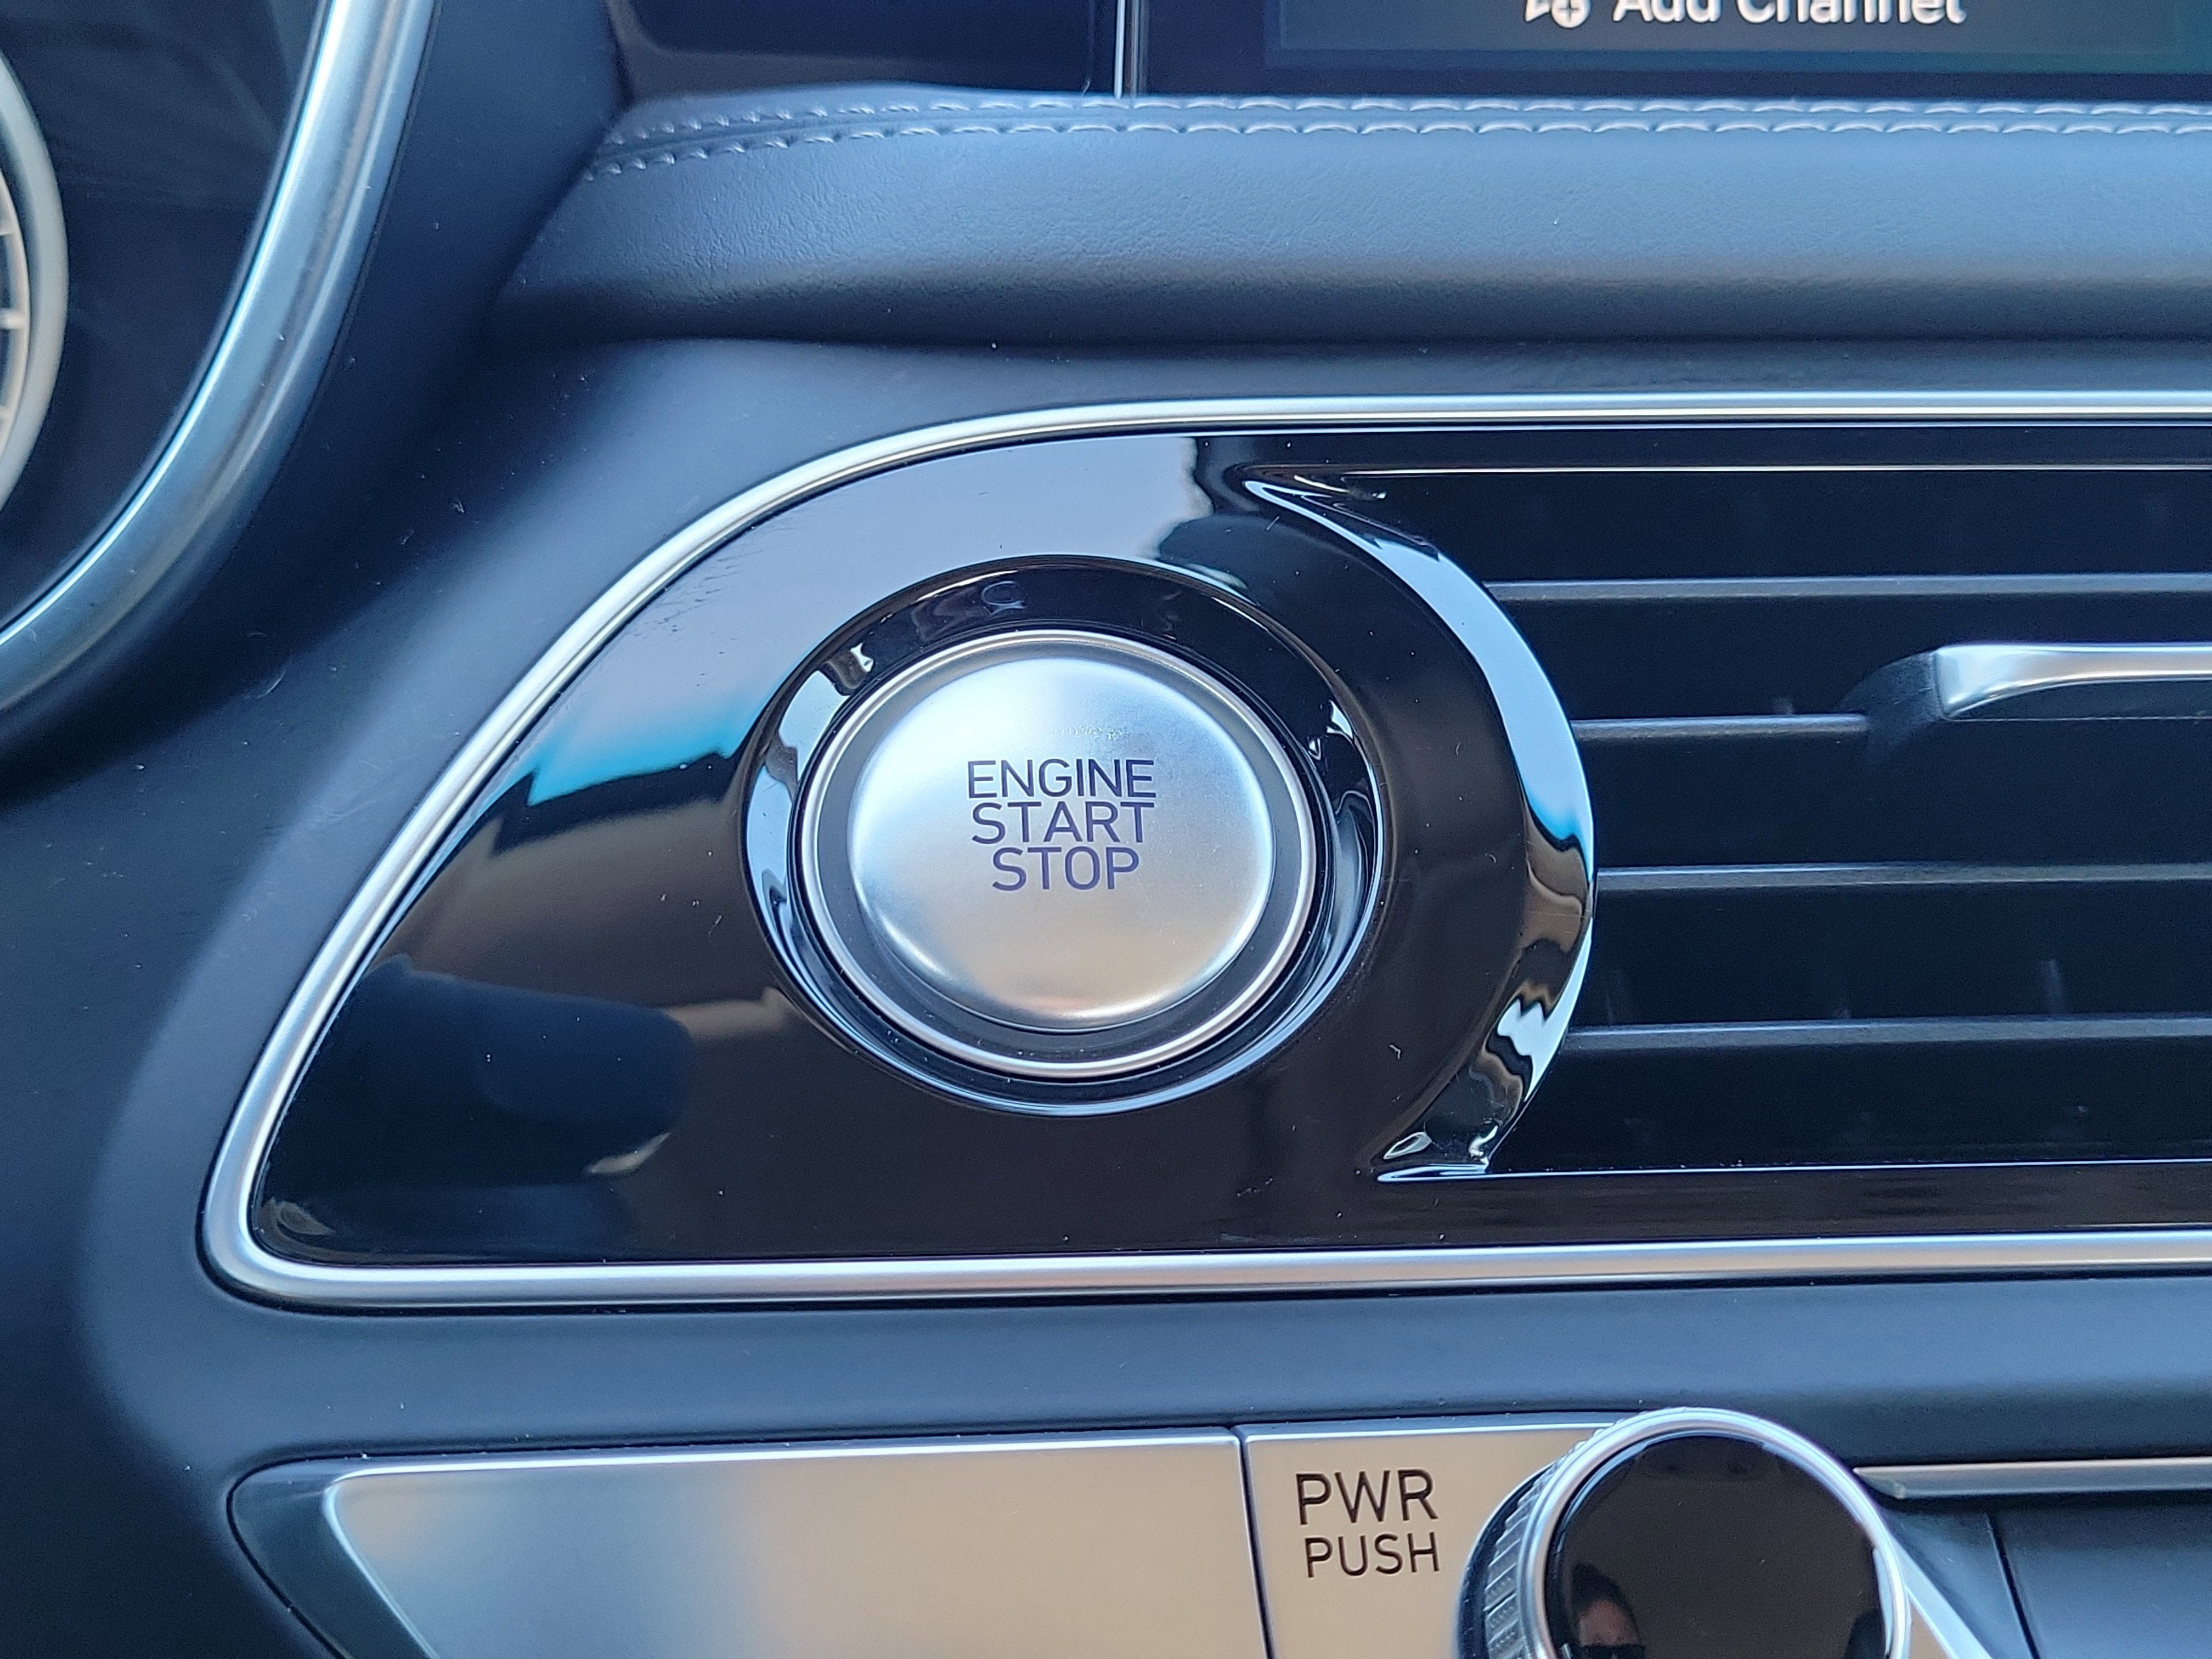 Add Channel
ENGINE
START
STOP
PWR
PUSH